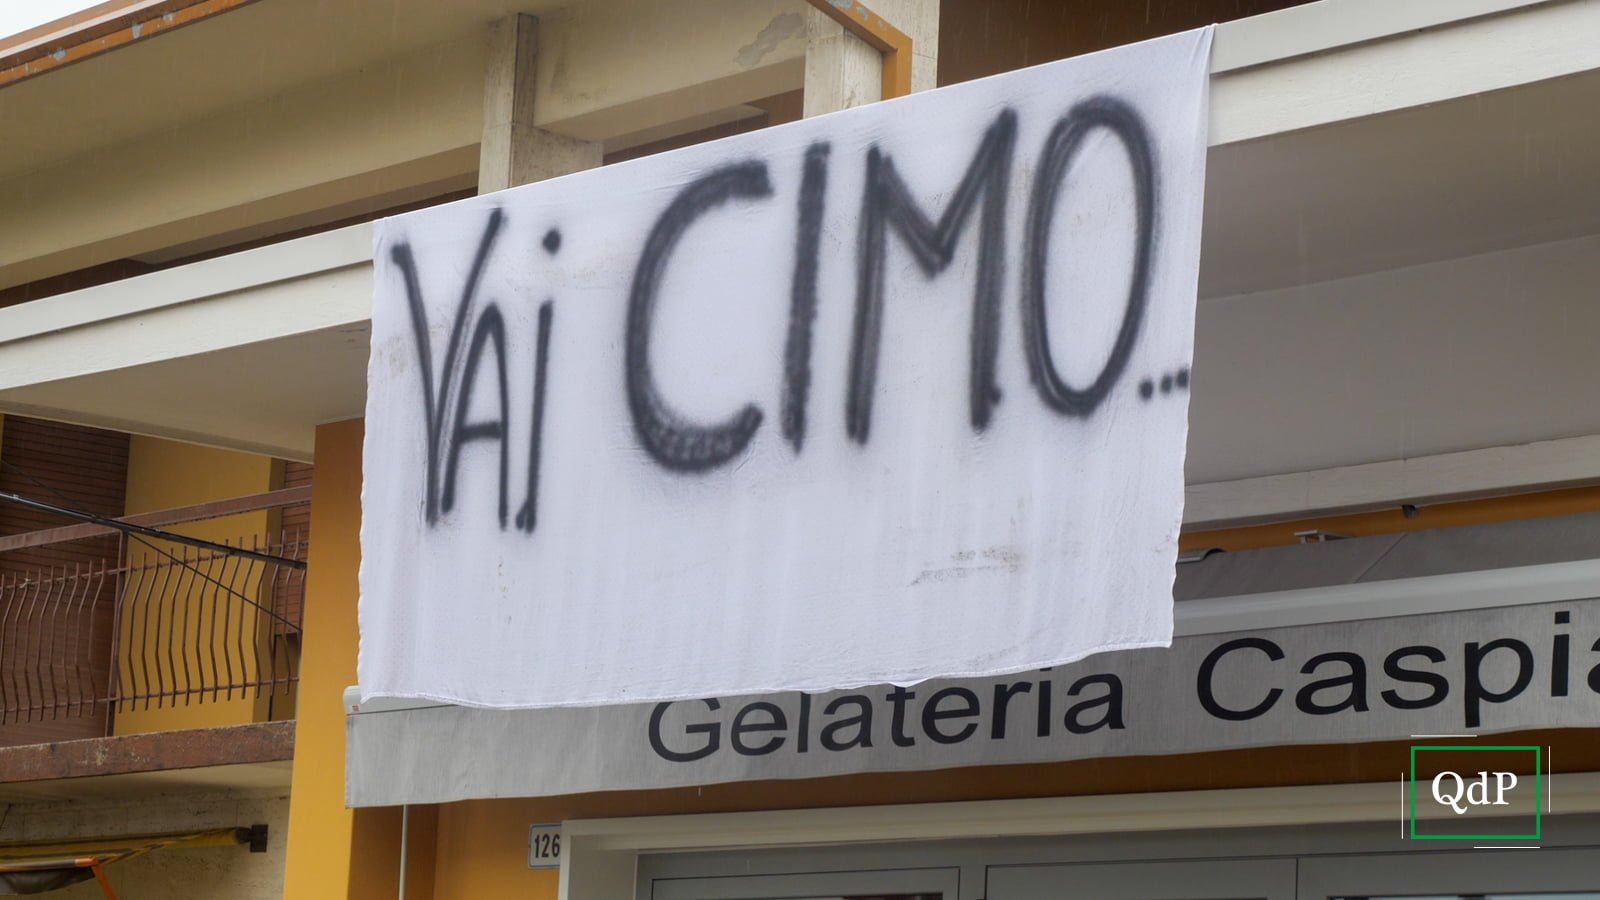 Vai CIMO...
Gelateria Caspia
126
QdP